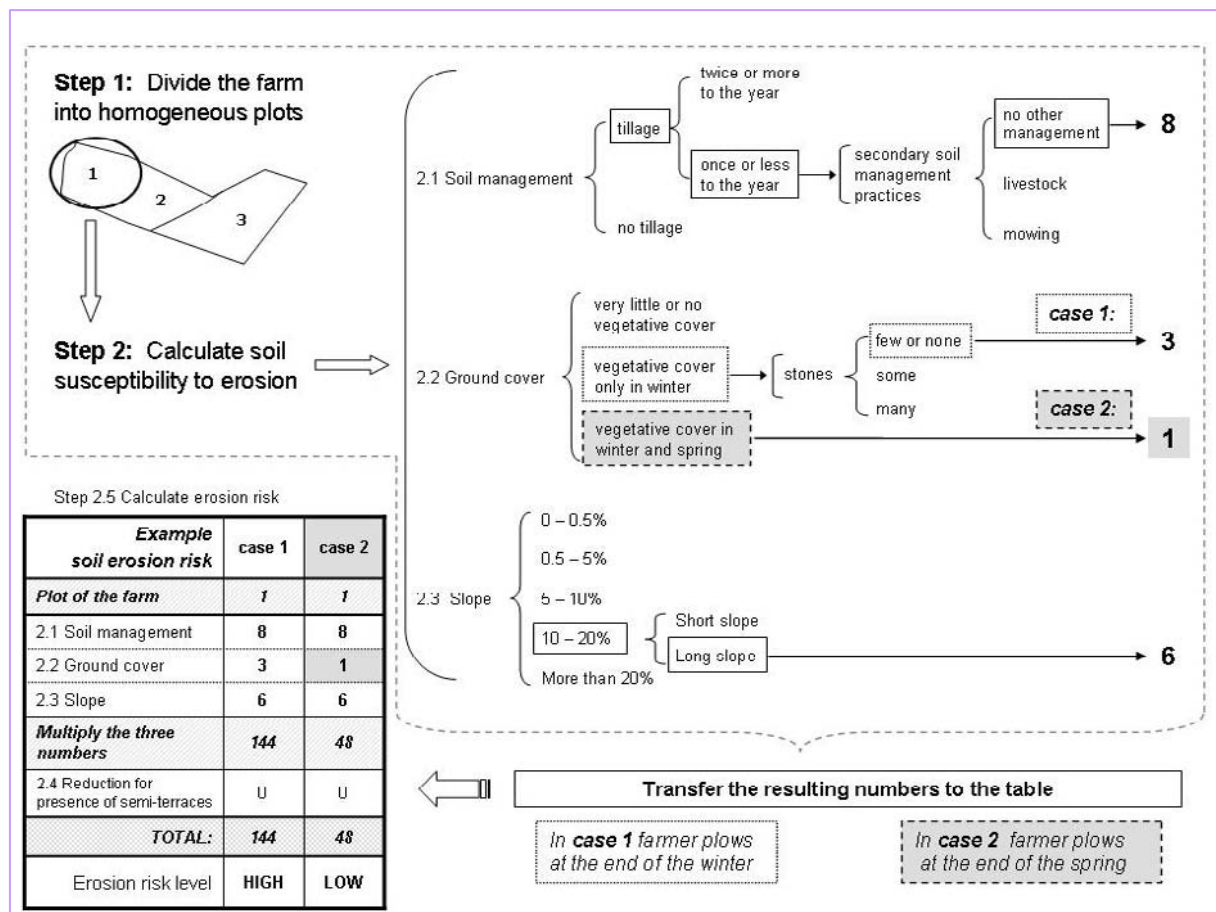 Step 1: Divide the farm
into homogeneous plots
1
2
3
Step 2: Calculate soil
susceptibility to erosion
2.1 Soil management
tillage
twice or more
to the year
once or less
to the year
secondary soil
management
practices
no other
management
8
livestock
mowing
no tillage
2.2 Ground cover
very little or no
vegetative cover
vegetative cover
only in winter
stones
few or none
some
many
case 1:
3
vegetative cover in
winter and spring
case 2:
1
2.3 Slope
0 – 0.5%
0.5 – 5%
5 – 10%
10 – 20%
Short slope
Long slope
6
More than 20%
Step 2.5 Calculate erosion risk
Example
soil erosion risk case 1 case 2
Plot of the farm 1 1
2.1 Soil management 8 8
2.2 Ground cover 3 1
2.3 Slope 6 6
Multiply the three
numbers 144 48
2.4 Reduction for
presence of semi-terraces U U
TOTAL: 144 48
Erosion risk level HIGH LOW
Transfer the resulting numbers to the table
In case 1 farmer plows
at the end of the winter
In case 2 farmer plows
at the end of the spring